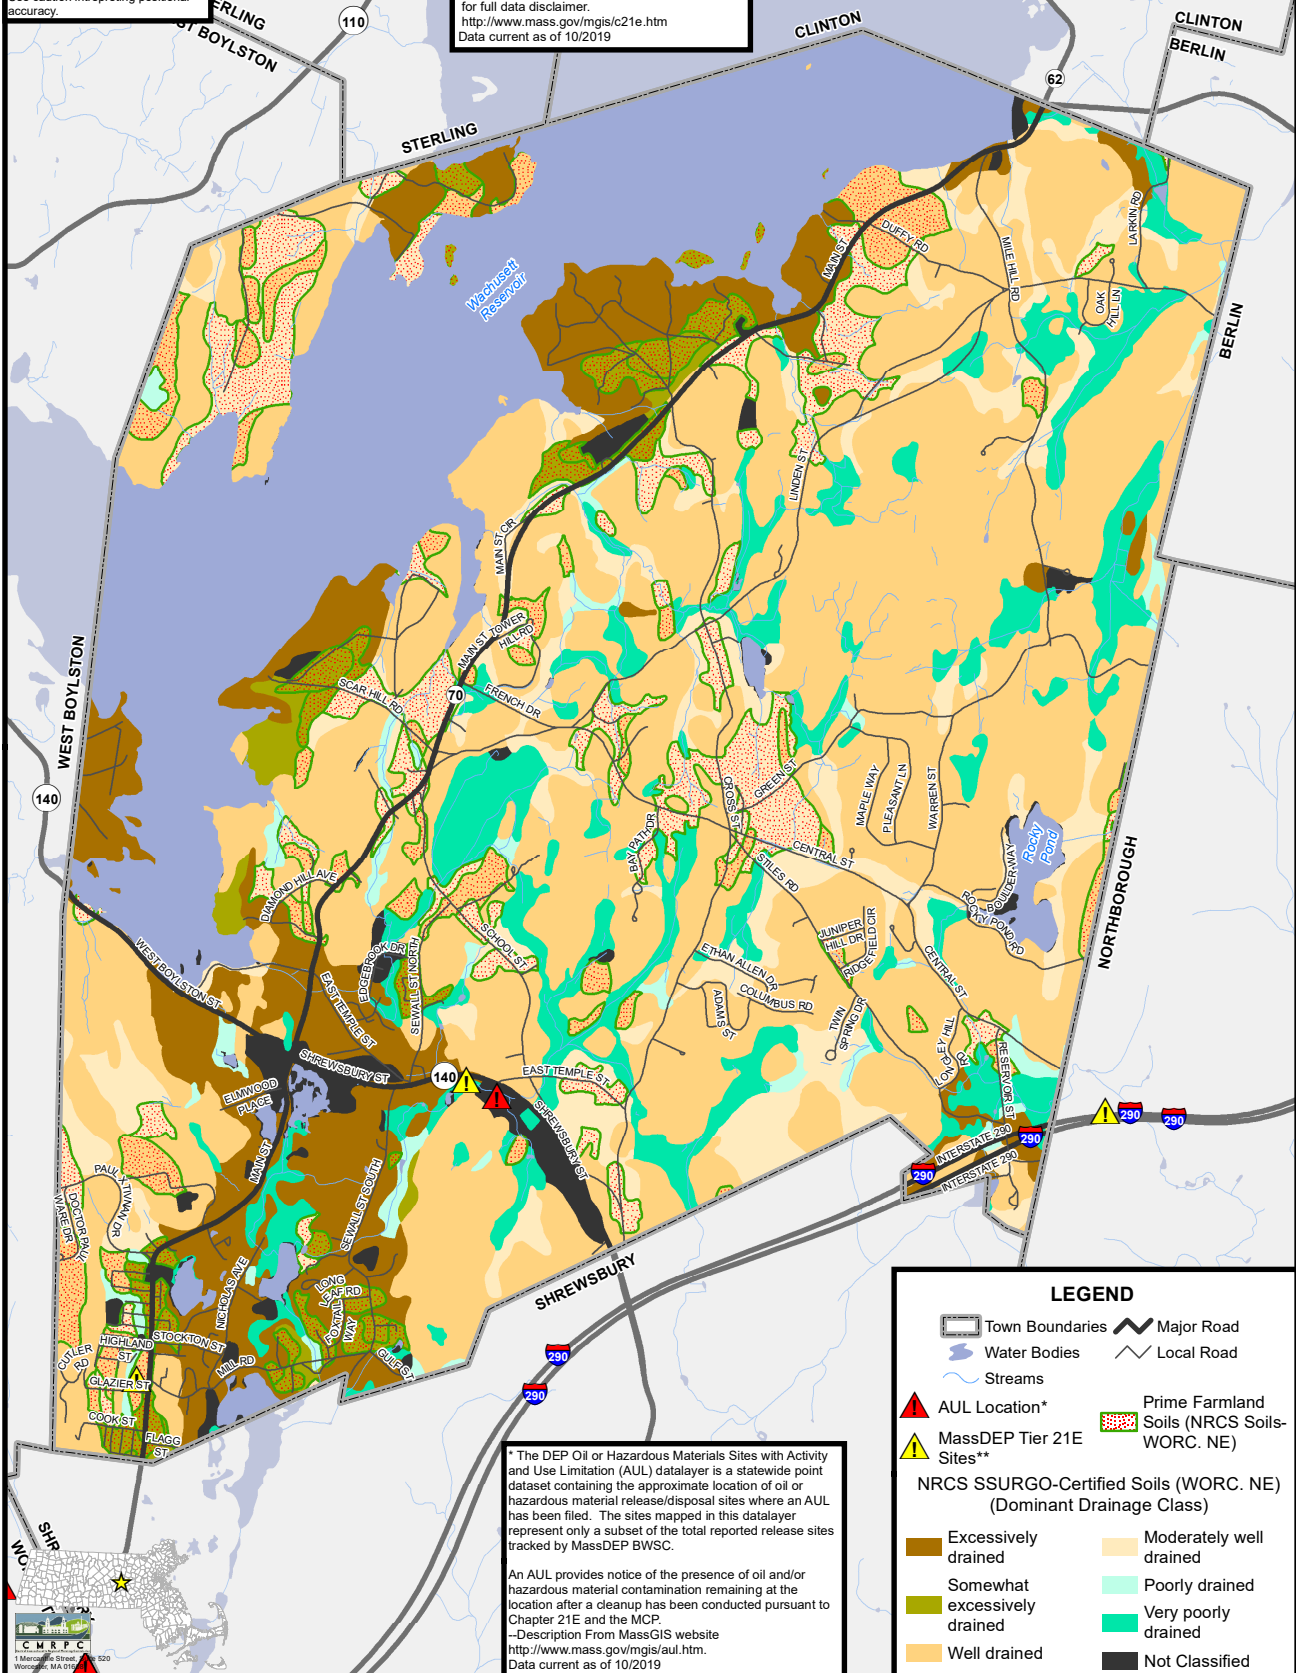 accuracy.
for full data disclaimer.
http://www.mass.gov/mgis/c21e.htm
Data current as of 10/2019
110
CLINTON
CLINTON
BERLIN
ST BOYLSTON
62
STERLING
LARKIN RD
DUFFY RD
MAIN ST
MILE HILL RD
OAK
HILL LN
Wachusett
Reservoir
BERLIN
LINDEN ST
MAIN ST CIR
MAIN ST
TOWER
HILL RD
WEST BOYLSTON
SCAR HILL RD
70
FRENCH DR
140
CROSS ST
GREEN ST
MAPLE WAY
PLEASANT LN
WARREN ST
Rocky
Pond
BAY PATH DR
CENTRAL ST
STILES RD
BOULDER WAY
ROCKY POND RD
NORTHBOROUGH
DIAMOND HILL AVE
SCHOOL ST
EDGEBROOK DR
SEWALL ST NORTH
JUNIPER
HILL DR
RIDGEFIELD CIR
ETHAN ALLEN DR
COLUMBUS RD
ADAMS ST
TWIN
SPRING DR
CENTRAL ST
WEST BOYLSTON ST
EAST TEMPLE ST
LONGLEY HILL
RD
RESERVOIR ST
SHREWSBURY ST
140
EAST TEMPLE ST
ELMWOOD
PLACE
SHREWSBURY ST
290
290
290
INTERSTATE 290
290
INTERSTATE 290
MAIN ST
PAUL X TIVNAN DR
DOCTOR PAUL
WARE DR
SEWALL ST SOUTH
SHREWSBURY
NICHOLAS AVE
LONG
LEAF RD
FOXTAIL
WAY
STOCKTON ST
HIGHLAND
ST
CUTLER
RD
MILL RD
GULF ST
GLAZIER ST
COOK ST
FLAGG
ST
290
290
LEGEND
Town Boundaries
Major Road
Water Bodies
Local Road
Streams
AUL Location*
MassDEP Tier 21E
Sites**
Prime Farmland
Soils (NRCS Soils-
WORC. NE)
NRCS SSURGO-Certified Soils (WORC. NE)
(Dominant Drainage Class)
Excessively
drained
Moderately well
drained
Somewhat
excessively
drained
Poorly drained
Very poorly
drained
Well drained
Not Classified
* The DEP Oil or Hazardous Materials Sites with Activity
and Use Limitation (AUL) datalayer is a statewide point
dataset containing the approximate location of oil or
hazardous material release/disposal sites where an AUL
has been filed. The sites mapped in this datalayer
represent only a subset of the total reported release sites
tracked by MassDEP BWSC.
An AUL provides notice of the presence of oil and/or
hazardous material contamination remaining at the
location after a cleanup has been conducted pursuant to
Chapter 21E and the MCP.
--Description From MassGIS website
http://www.mass.gov/mgis/aul.htm.
Data current as of 10/2019
CMRPC
1 Mercantile Street,
520
Worcester, MA